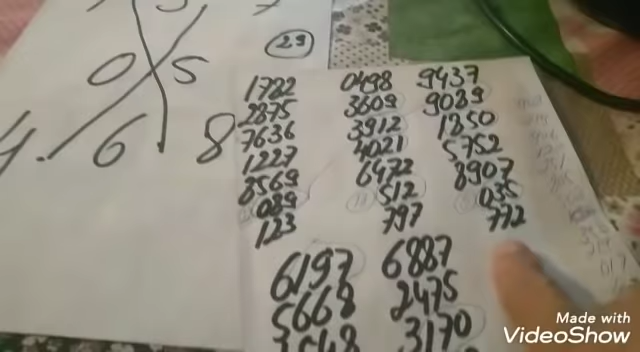 29
0 5
4. 6 . 8
1782 0498 9437
2875 3609 9089
7636 3912 1850
1227 4021 5752
8569 6472 8907
089 512 035
123 797 772
6197 6887
5668 2475
3170
Made with
VideoShow